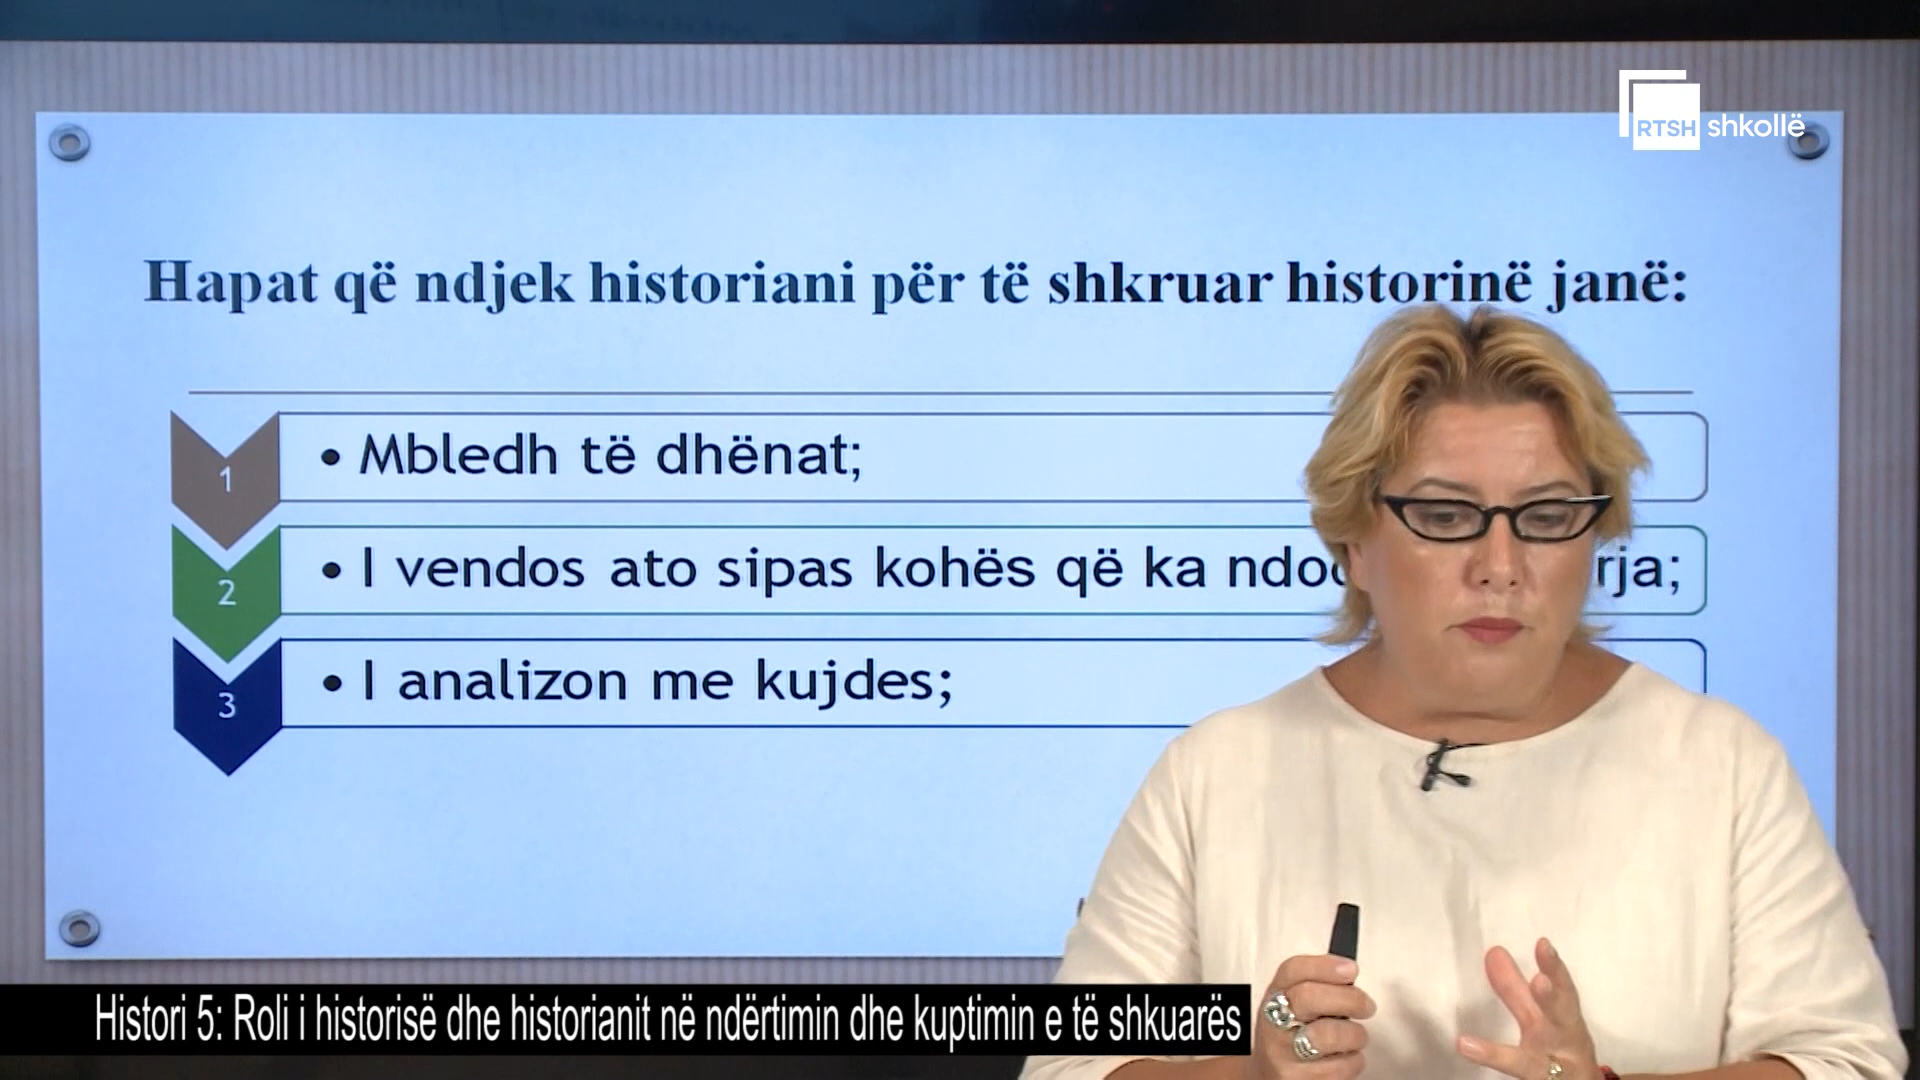 RTSH shkollë
Hapat që ndjek historiani për të shkruar historinë janë:
1 • Mbledh të dhënat;
2 • I vendos ato sipas kohës që ka
3 • I analizon me kujdes;
Histori 5: Roli i historisë dhe historianit në ndërtimin dhe kuptimin e të shkuarës